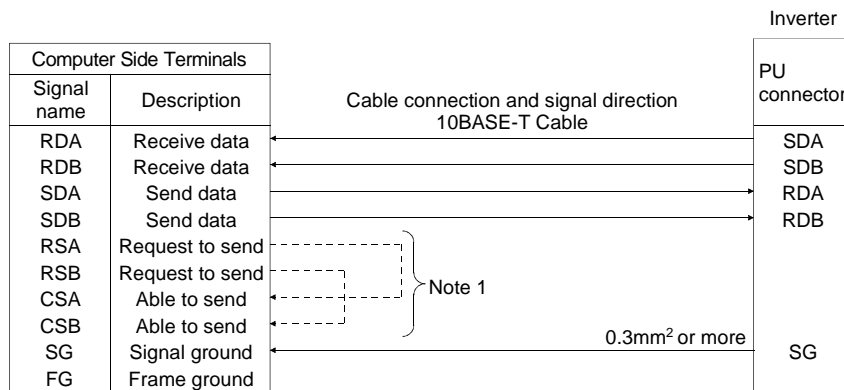 Inverter
Computer Side Terminals
Signal name
Description
Cable connection and signal direction
10BASE-T Cable
PU connector
RDA Receive data SDA
RDB Receive data SDB
SDA Send data RDA
SDB Send data RDB
RSA Request to send
RSB Request to send
Note 1
CSA Able to send
CSB Able to send
0.3mm² or more
SG Signal ground SG
FG Frame ground